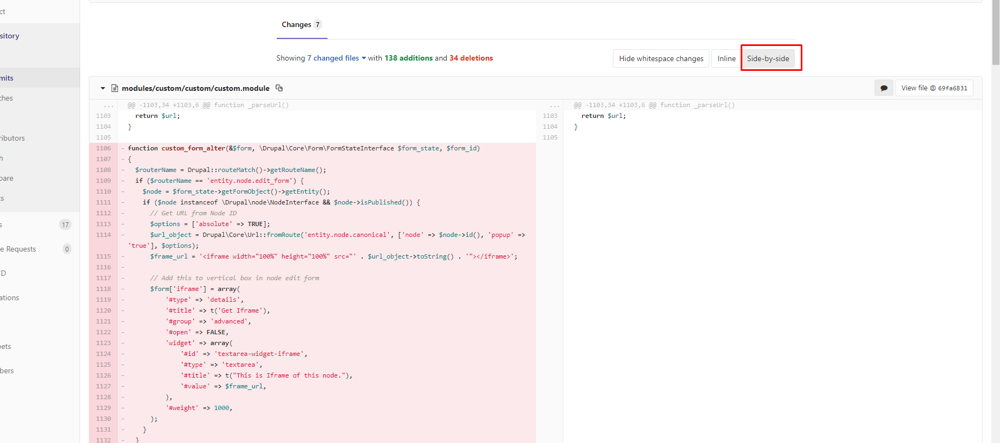 ct
sitory
mits
ches
ributors
h
pare
ts
s 17
e Requests 0
CD
ations
pets
bers
Changes 7
Showing 7 changed files with 138 additions and 34 deletions
Hide whitespace changes Inline Side-by-side
modules/custom/custom/custom.module
View file @ 69fa6831
... @@ -1103,34 +1103,6 @@ function _parseUrl()
1103 return $url;
1104 }
1105
1106 - function custom_form_alter(&$form, \Drupal\Core\Form\FormStateInterface $form_state, $form_id)
1107 - {
1108 - $routerName = Drupal::routeMatch()->getRouteName();
1109 - if ($routerName == 'entity.node.edit_form') {
1110 - $node = $form_state->getFormObject()->getEntity();
1111 - if ($node instanceof \Drupal\node\NodeInterface && $node->isPublished()) {
1112 - // Get URL from Node ID
1113 - $options = ['absolute' => TRUE];
1114 - $url_object = Drupal\Core\Url::fromRoute('entity.node.canonical', ['node' => $node->id(), 'popup' =>
'true'], $options);
1115 - $frame_url = '<iframe width="100%" height="100%" src="' . $url_object->toString() . '"></iframe>';
1116 -
1117 - // Add this to vertical box in node edit form
1118 - $form['iframe'] = array(
1119 - '#type' => 'details',
1120 - '#title' => t('Get Iframe'),
1121 - '#group' => 'advanced',
1122 - '#open' => FALSE,
1123 - 'widget' => array(
1124 - '#id' => 'textarea-widget-iframe',
1125 - '#type' => 'textarea',
1126 - '#title' => t("This is Iframe of this node."),
1127 - '#value' => $frame_url,
1128 - ),
1129 - '#weight' => 1000,
1130 - );
1131 - }
1132 - }
... @@ -1103,34 +1103,6 @@ function _parseUrl()
1103 return $url;
1104 }
1105